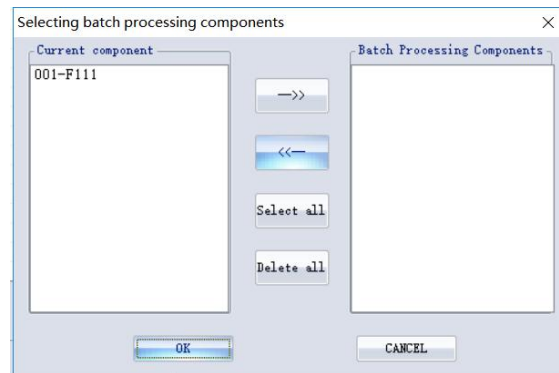 Selecting batch processing components
Current component
Batch Processing Components
001-F111
—>>
<<—
Select all
Delete all
OK
CANCEL